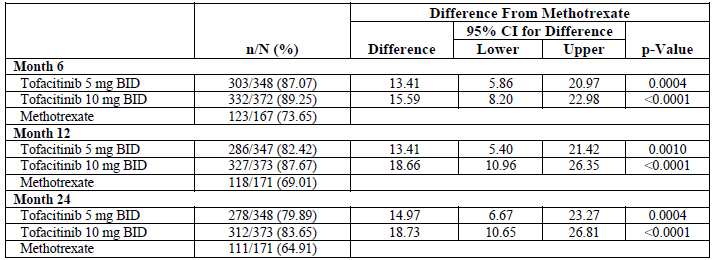 Difference From Methotrexate
95% CI for Difference
n/N (%) Difference Lower Upper p-Value
Month 6
Tofacitinib 5 mg BID 303/348 (87.07) 13.41 5.86 20.97 0.0004
Tofacitinib 10 mg BID 332/372 (89.25) 15.59 8.20 22.98 <0.0001
Methotrexate 123/167 (73.65)
Month 12
Tofacitinib 5 mg BID 286/347 (82.42) 13.41 5.40 21.42 0.0010
Tofacitinib 10 mg BID 327/373 (87.67) 18.66 10.96 26.35 <0.0001
Methotrexate 118/171 (69.01)
Month 24
Tofacitinib 5 mg BID 278/348 (79.89) 14.97 6.67 23.27 0.0004
Tofacitinib 10 mg BID 312/373 (83.65) 18.73 10.65 26.81 <0.0001
Methotrexate 111/171 (64.91)